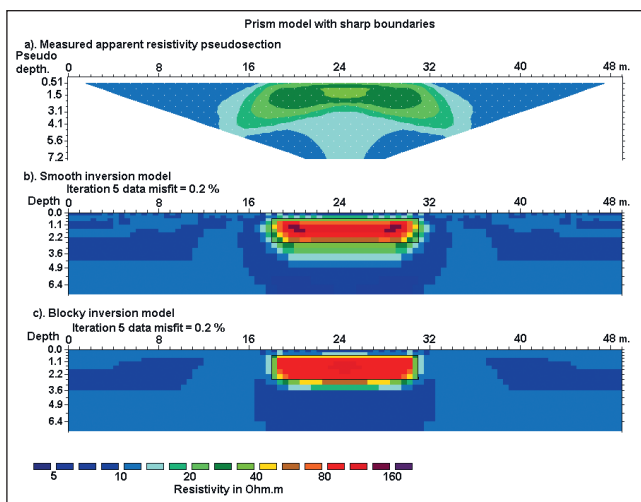 Prism model with sharp boundaries
a). Measured apparent resistivity pseudosection
Pseudo
depth.
0 8 16 24 32 40 48 m.
0.51
1.5
3.1
4.1
5.6
7.2
b). Smooth inversion model
Iteration 5 data misfit = 0.2 %
Depth
0 8 16 24 32 40 48 m.
0.0
1.1
2.2
3.6
4.9
6.4
c). Blocky inversion model
Iteration 5 data misfit = 0.2 %
Depth
0 8 16 24 32 40 48 m.
0.0
1.1
2.2
3.6
4.9
6.4
5 10 20 40 80 160
Resistivity in Ohm.m